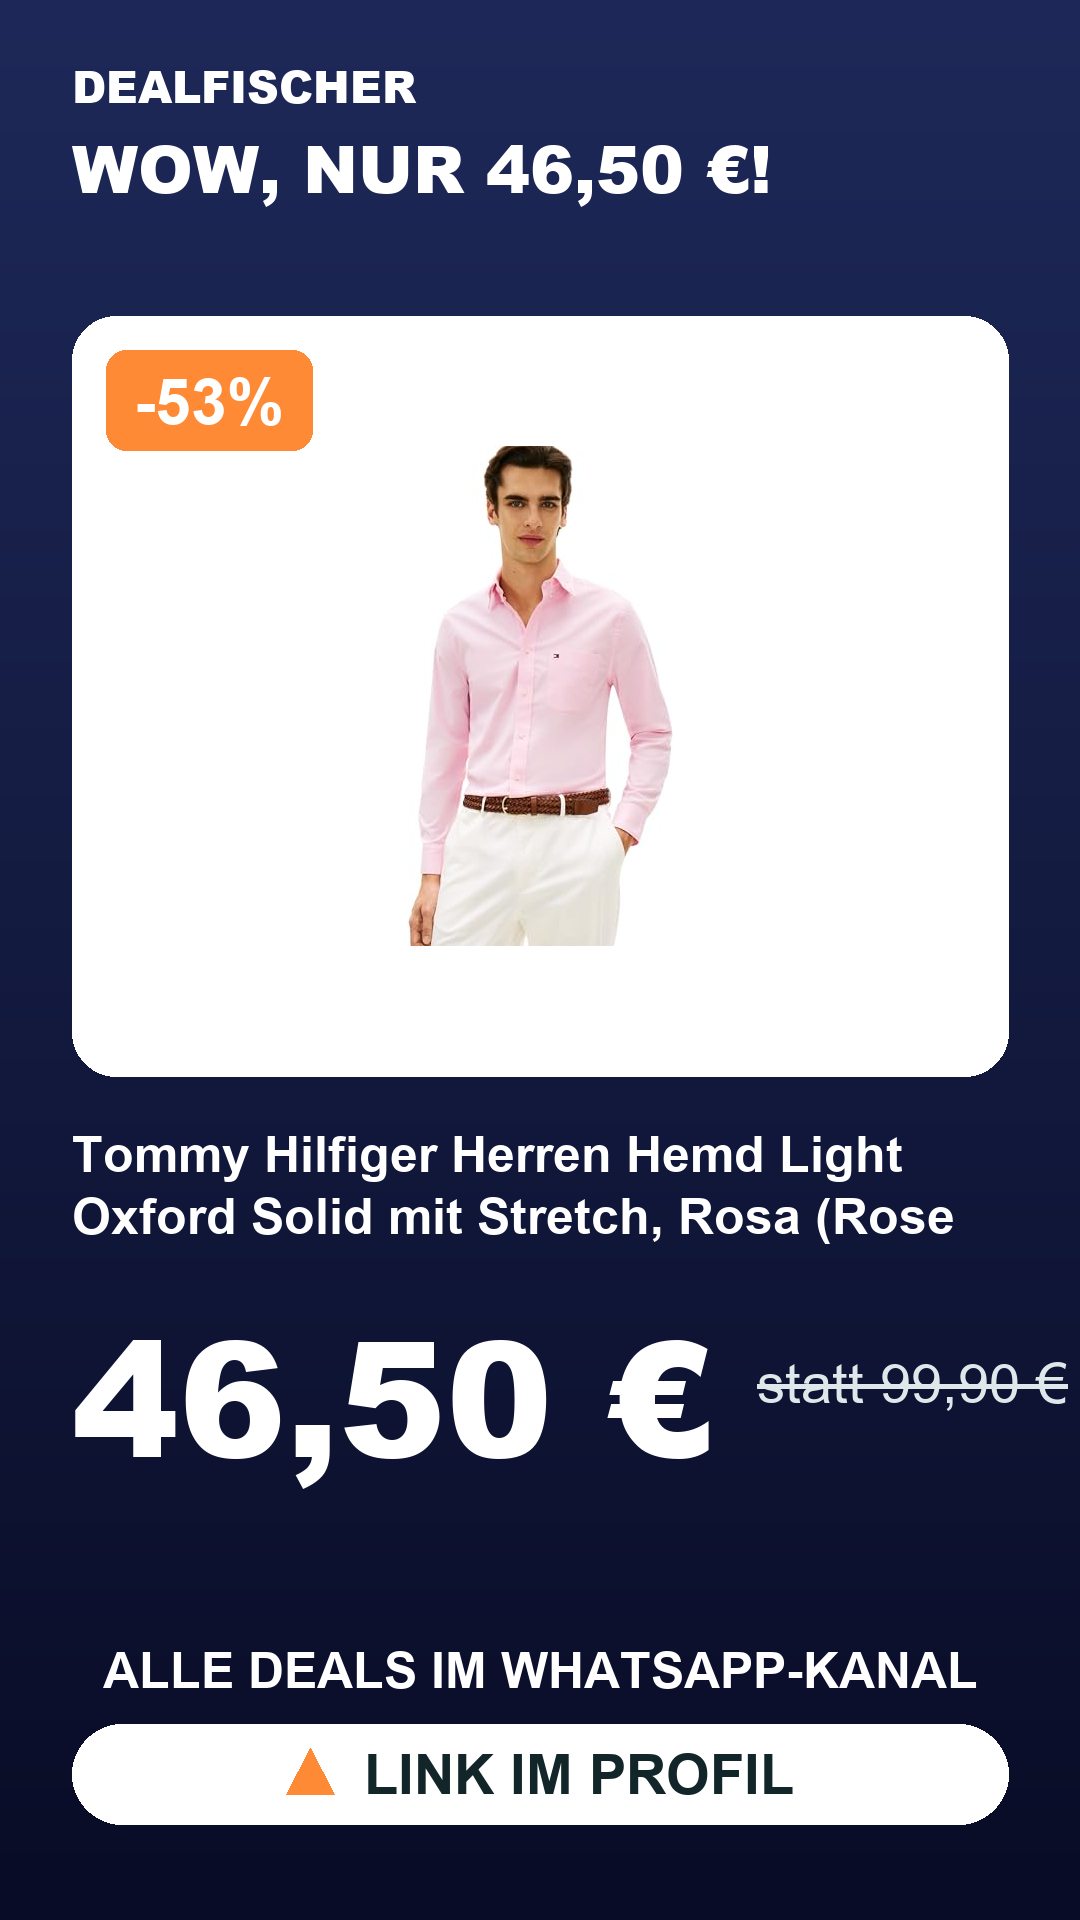 DEALFISCHER
WOW, NUR 46,50 €!
-53%
Tommy Hilfiger Herren Hemd Light
Oxford Solid mit Stretch, Rosa (Rose
46,50 € statt 99,90 €
ALLE DEALS IM WHATSAPP-KANAL
LINK IM PROFIL